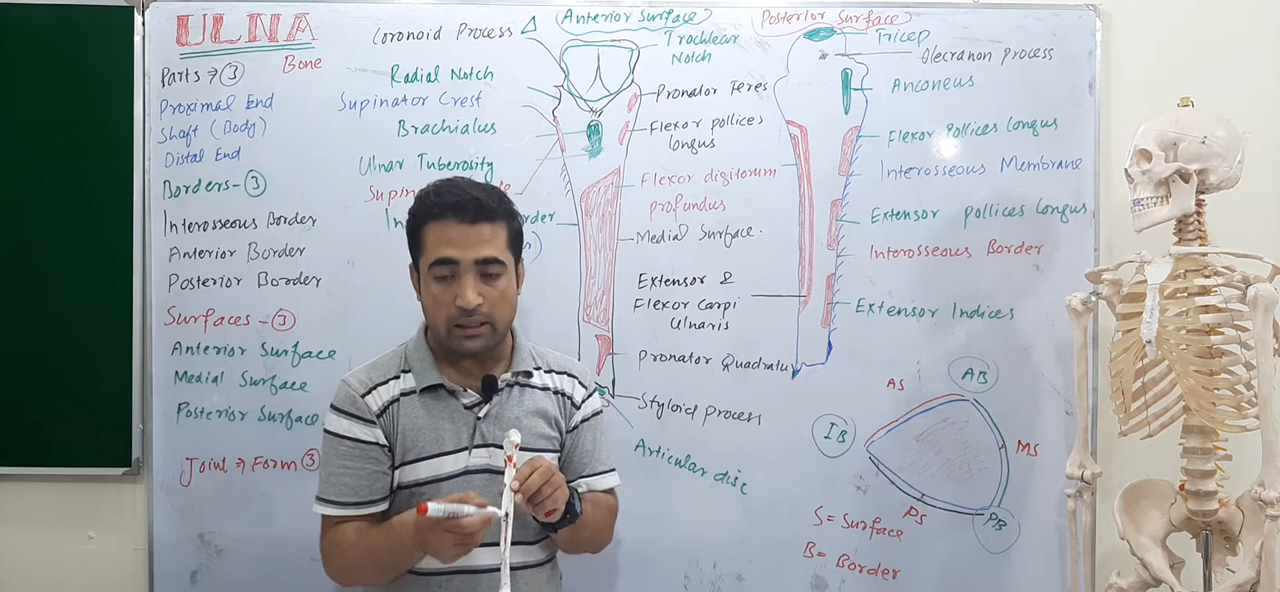 ULNA
Bone
Parts → ③
Proximal End
Shaft (Body)
Distal End
Borders - ③
Interosseous Border
Anterior Border
Posterior Border
Surfaces - ③
Anterior Surface
Medial Surface
Posterior Surface
Joint → Form ③
Anterior Surface
Coronoid Process
Radial Notch
Supinator Crest
Brachialus
Ulnar Tuberosity
Trochlear
Notch
Pronator Teres
Flexor pollices
longus
Flexor digitorum
profundus
Medial Surface.
Extensor &
Flexor Carpi
Ulnaris
Pronator Quadratu
Styloid process
Articular disc
Posterior Surface
Tricep
Olecranon Process
Anconeus
Flexor Pollices longus
Interosseous Membrane
Extensor pollices longus
Interosseous Border
Extensor Indices
AS
AB
IB
MS
PS
PB
S = Surface
B = Border